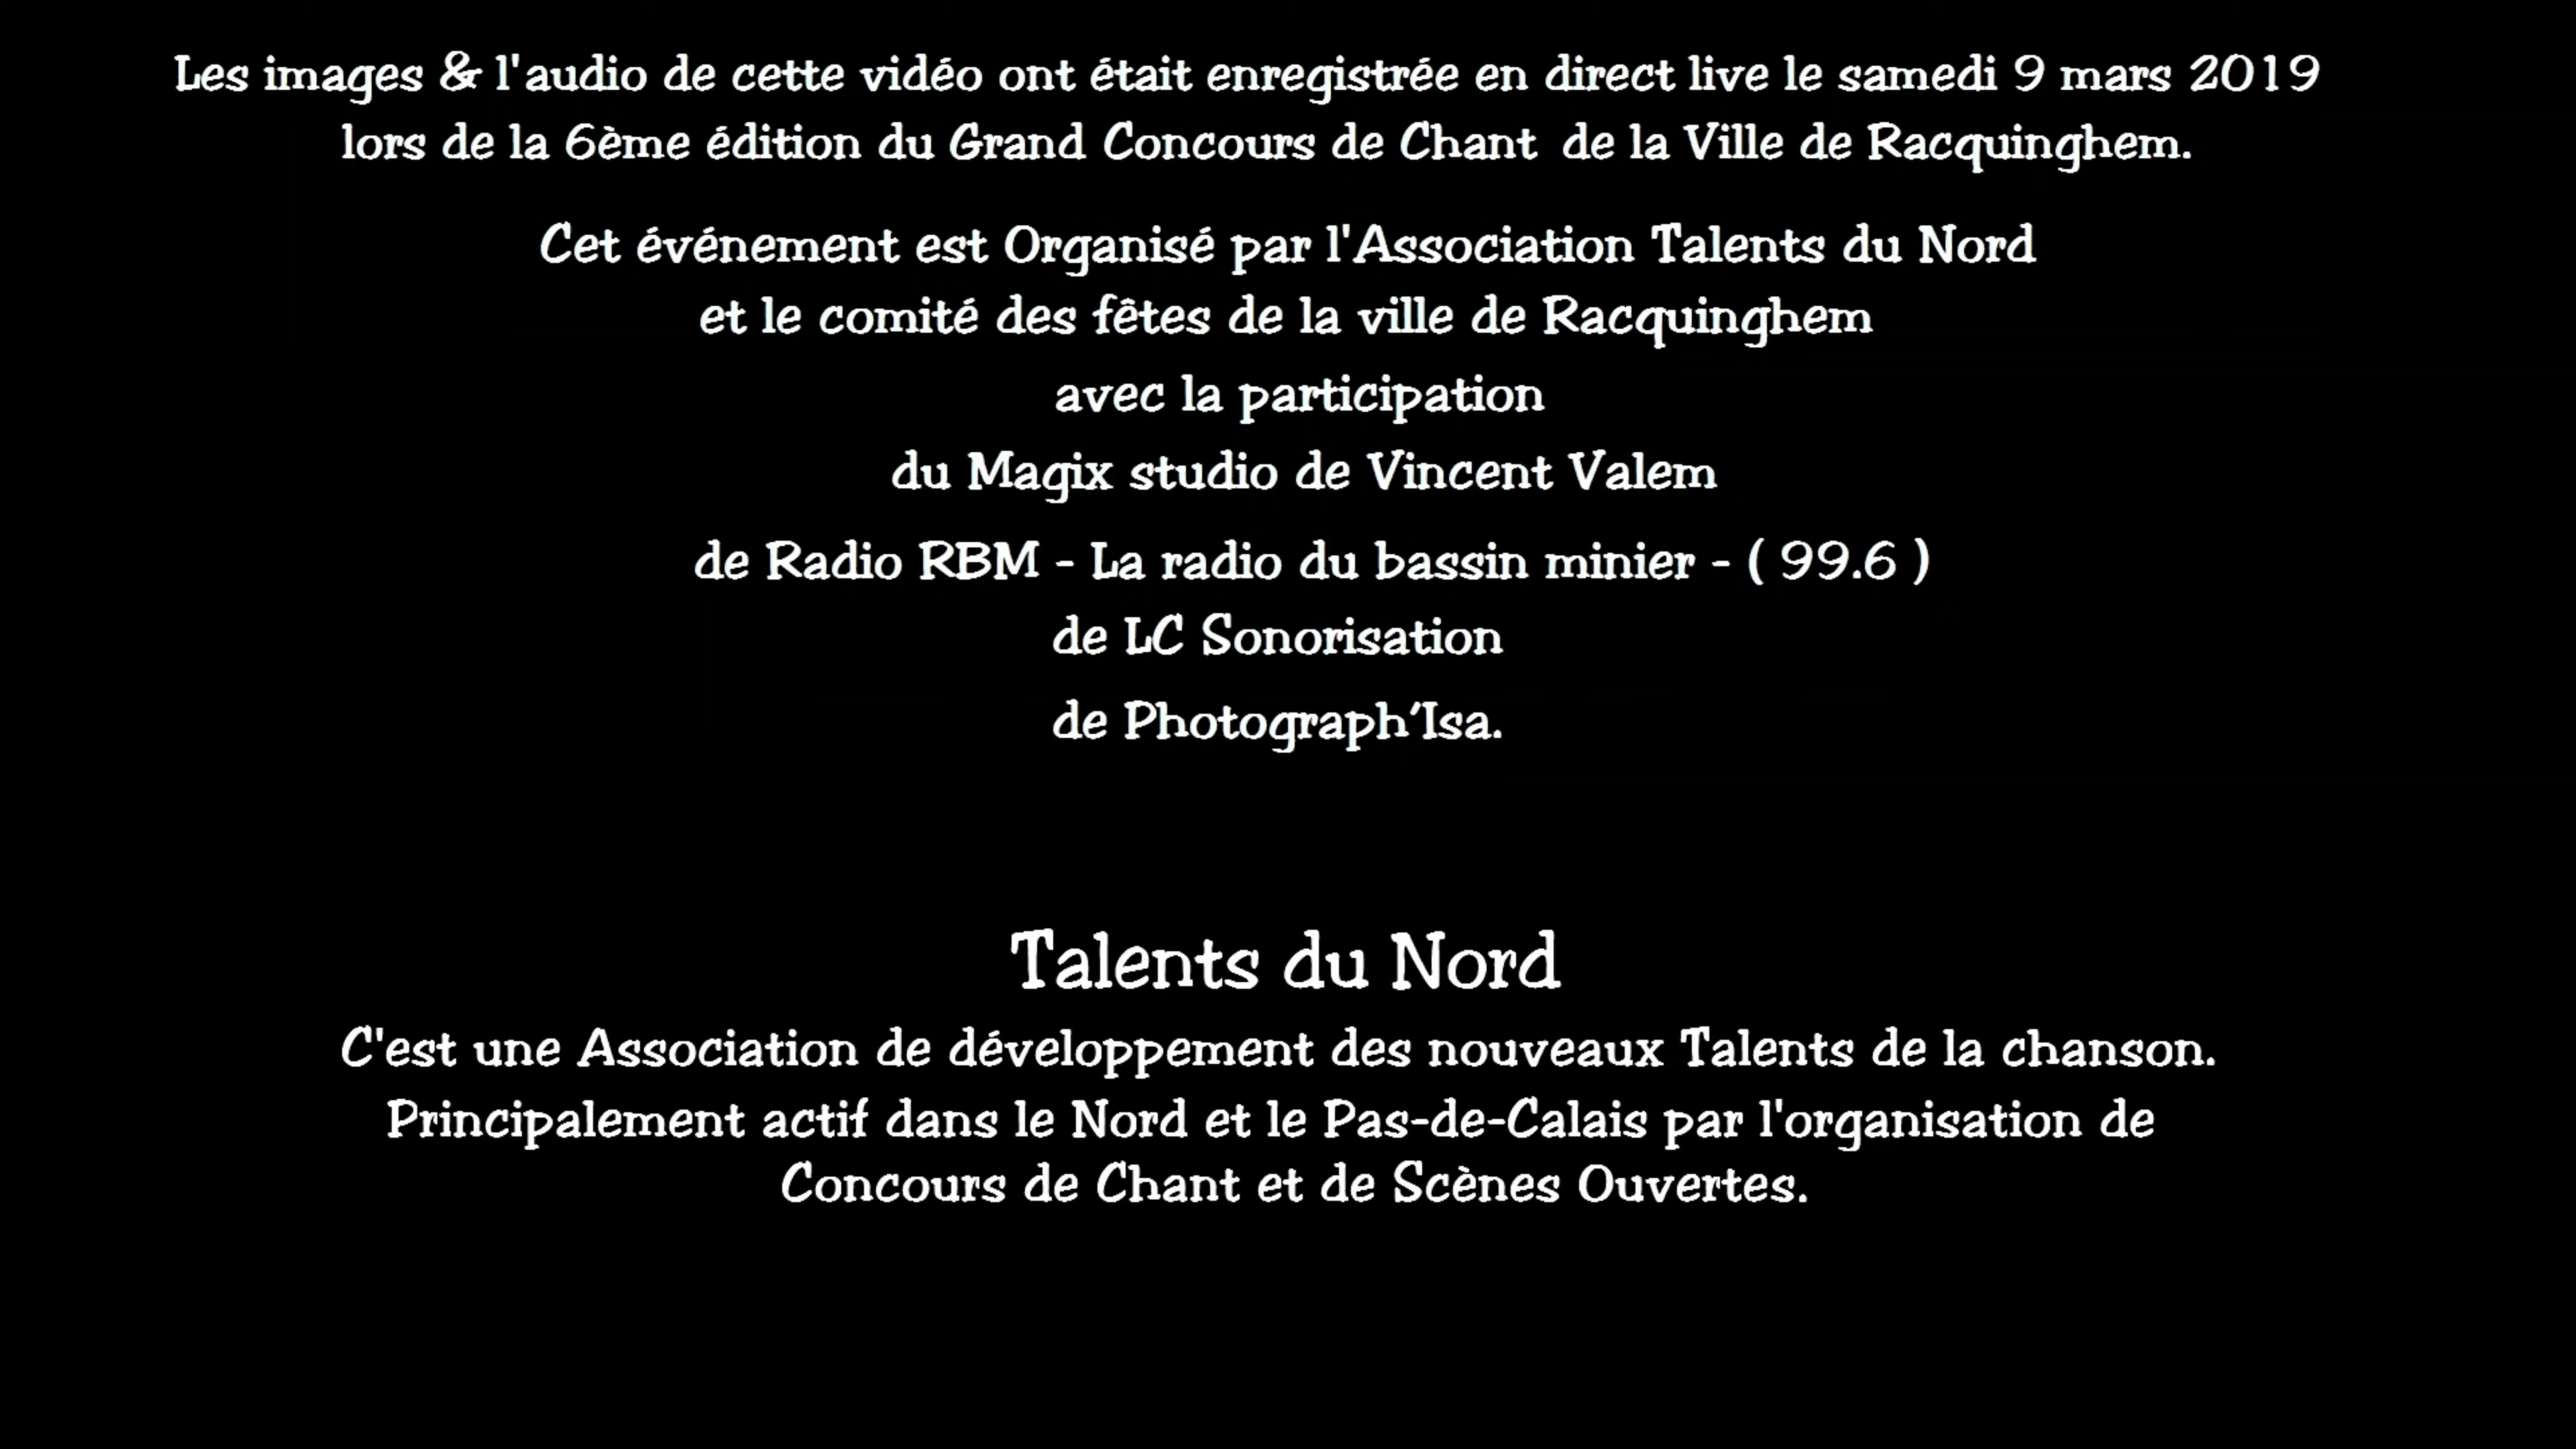 Les images & l'audio de cette vidéo ont était enregistrée en direct live le samedi 9 mars 2019
lors de la 6ème édition du Grand Concours de Chant de la Ville de Racquinghem.
Cet événement est Organisé par l'Association Talents du Nord
et le comité des fêtes de la ville de Racquinghem
avec la participation
du Magix studio de Vincent Valem
de Radio RBM - La radio du bassin minier - ( 99.6 )
de LC Sonorisation
de Photograph’Isa.
Talents du Nord
C'est une Association de développement des nouveaux Talents de la chanson.
Principalement actif dans le Nord et le Pas-de-Calais par l'organisation de
Concours de Chant et de Scènes Ouvertes.